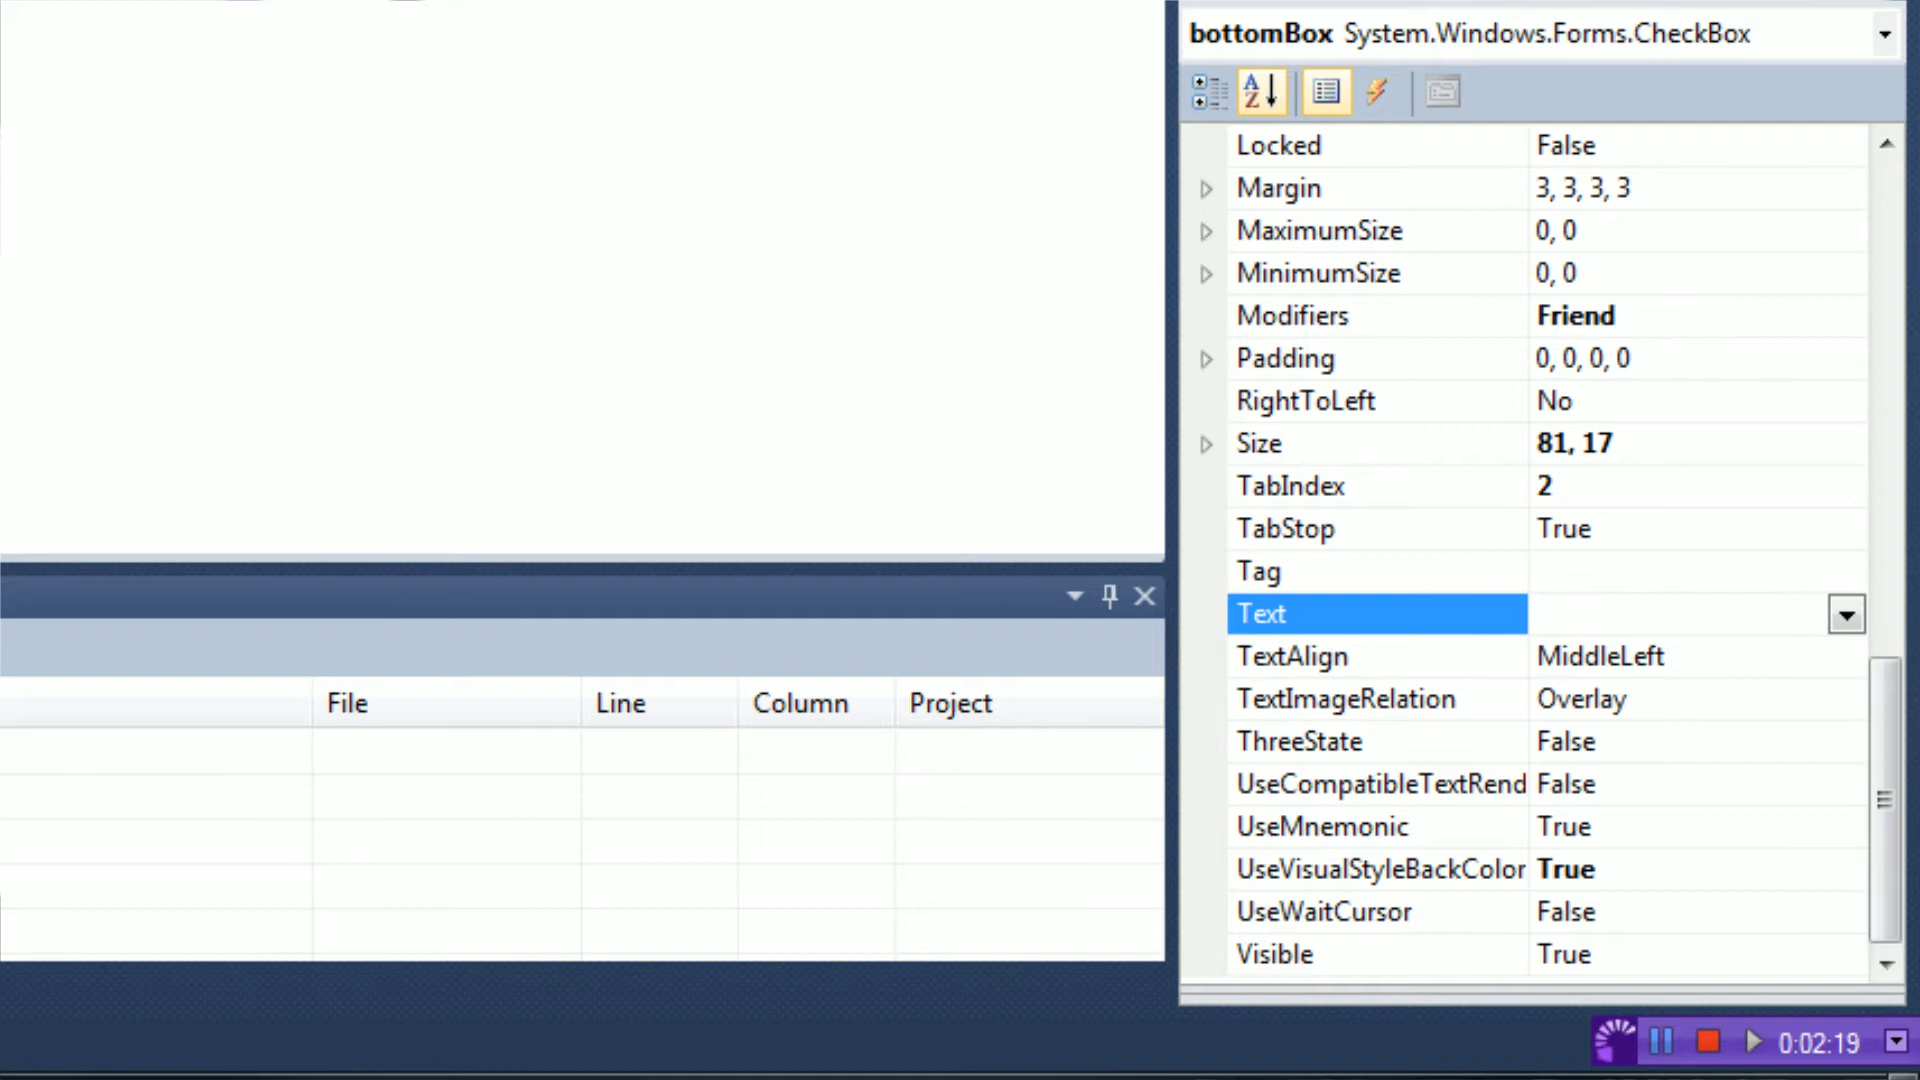 bottomBox System.Windows.Forms.CheckBox
Locked False
Margin 3, 3, 3, 3
MaximumSize 0, 0
MinimumSize 0, 0
Modifiers Friend
Padding 0, 0, 0, 0
RightToLeft No
Size 81, 17
TabIndex 2
TabStop True
Tag
Text
TextAlign MiddleLeft
TextImageRelation Overlay
ThreeState False
UseCompatibleTextRend False
UseMnemonic True
UseVisualStyleBackColor True
UseWaitCursor False
Visible True
File Line Column Project
0:02:19